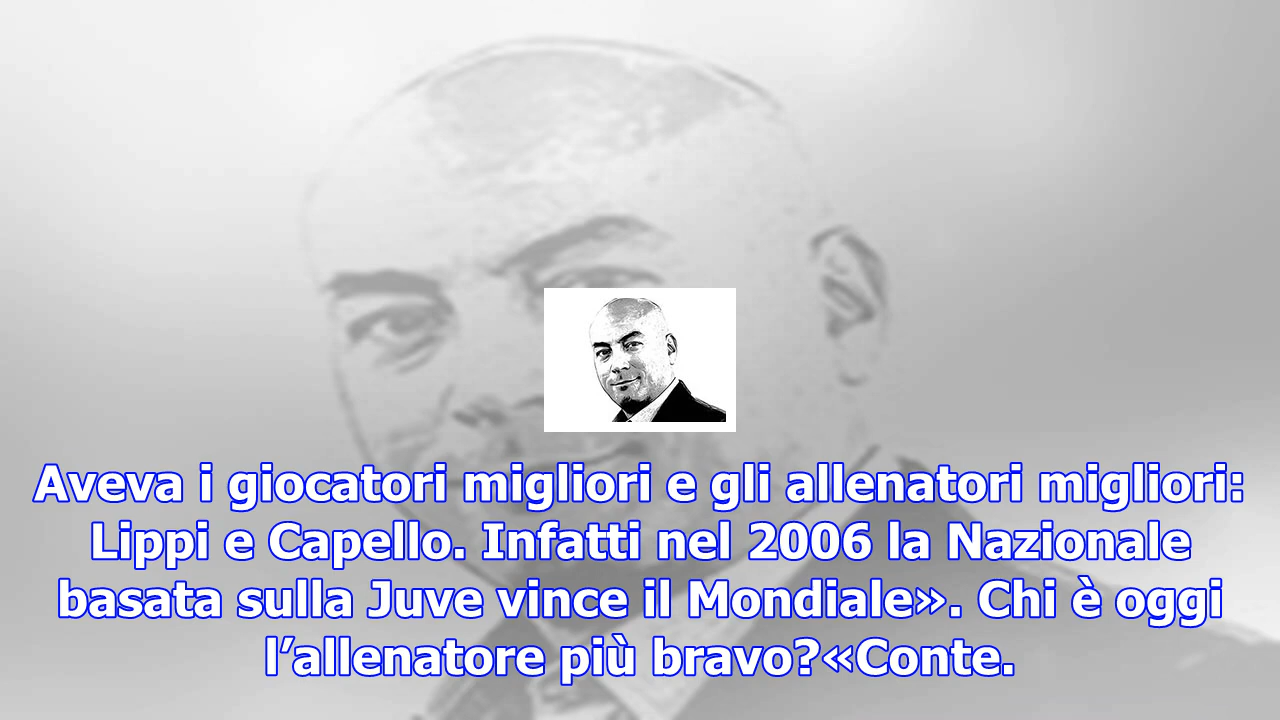 Aveva i giocatori migliori e gli allenatori migliori:
Lippi e Capello. Infatti nel 2006 la Nazionale
basata sulla Juve vince il Mondiale». Chi è oggi
l’allenatore più bravo?«Conte.